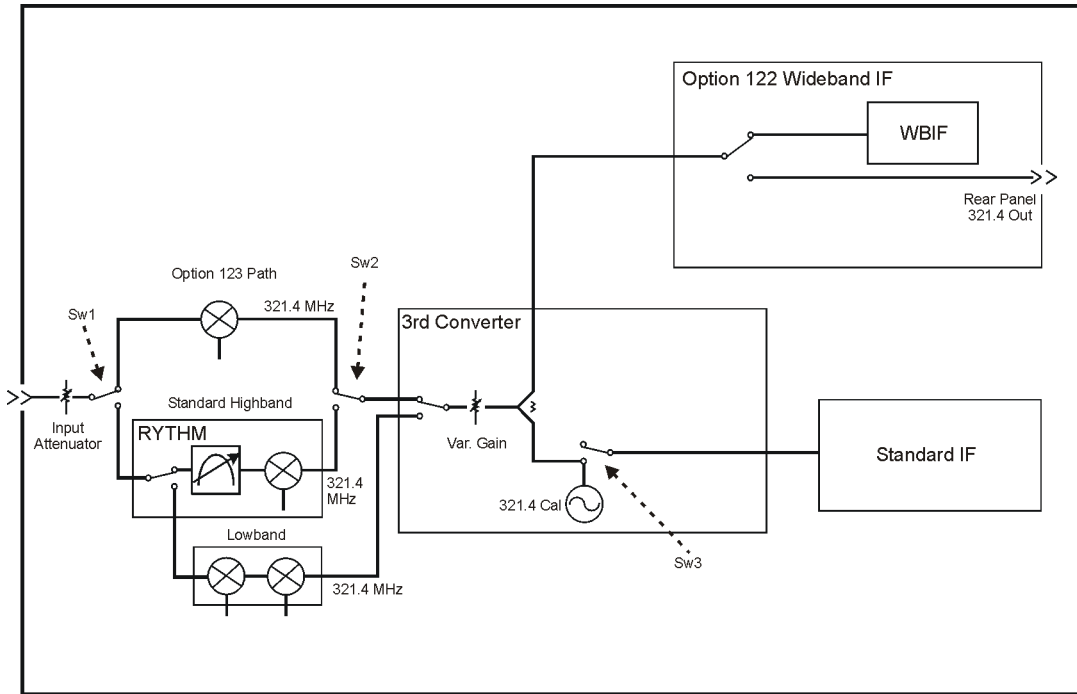 Option 122 Wideband IF
WBIF
Rear Panel
321.4 Out
Sw2
Option 123 Path
321.4 MHz
Sw1
3rd Converter
Input
Attenuator
Standard Highband
RYTHM
321.4
MHz
Var. Gain
Standard IF
321.4 Cal
Lowband
321.4 MHz
Sw3